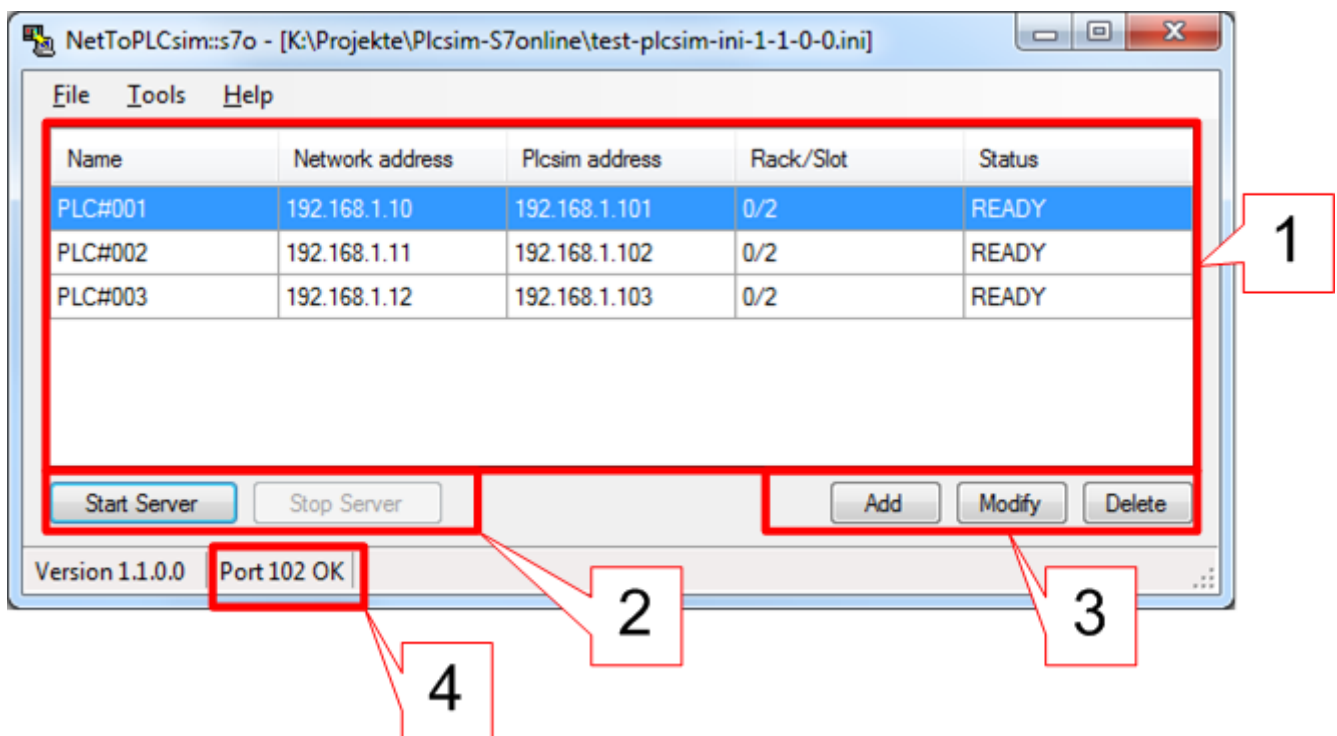 NetToPLCsim::s7o - [K:\Projekte\Plcsim-S7online\test-plcsim-ini-1-1-0-0.ini]
File Tools Help
Name Network address Plcsim address Rack/Slot Status
PLC#001 192.168.1.10 192.168.1.101 0/2 READY
PLC#002 192.168.1.11 192.168.1.102 0/2 READY
PLC#003 192.168.1.12 192.168.1.103 0/2 READY
1
Start Server Stop Server Add Modify Delete
Version 1.1.0.0 Port 102 OK
2
3
4